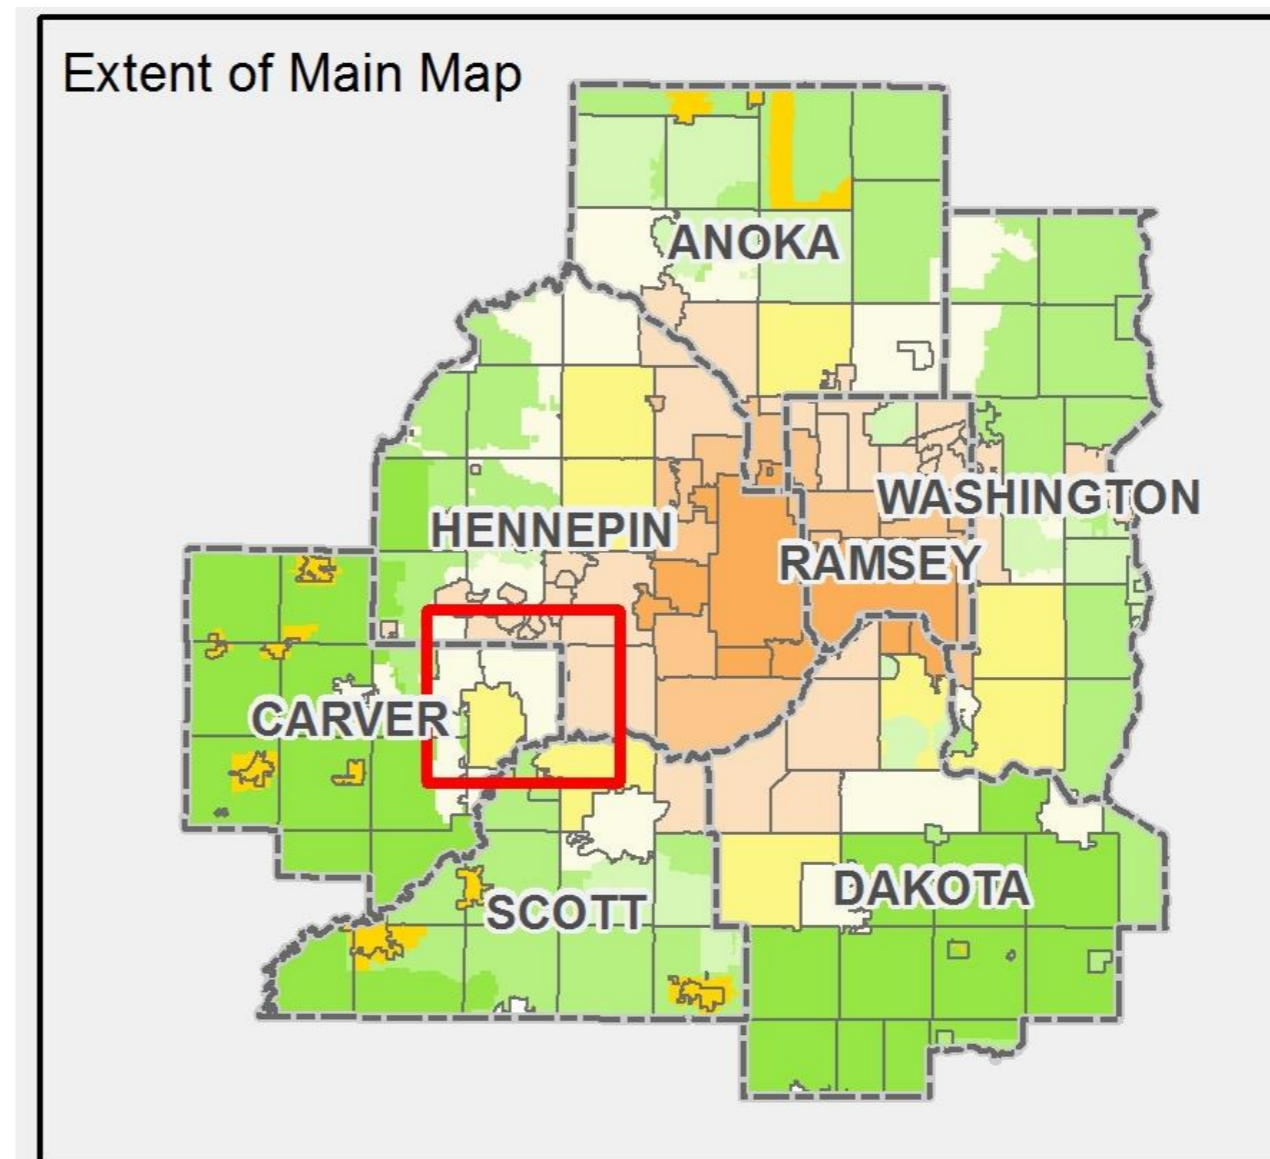 Extent of Main Map
ANOKA
WASHINGTON
HENNEPIN
RAMSEY
CARVER
DAKOTA
SCOTT